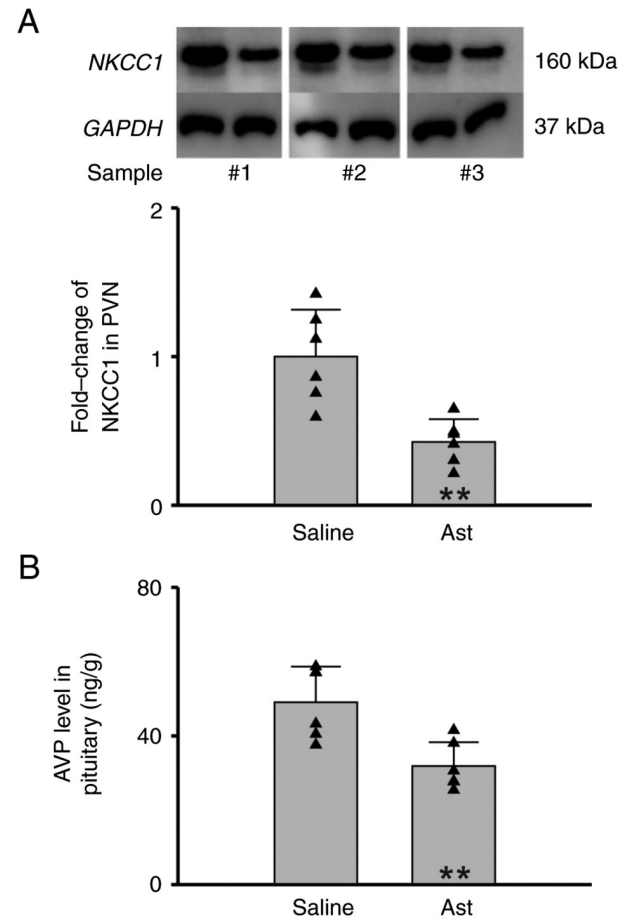 A
NKCC1
160 kDa
GAPDH
37 kDa
Sample #1 #2 #3
2
Fold–change of
NKCC1 in PVN
1
**
0
Saline Ast
B
80
AVP level in
pituitary (ng/g)
40
**
0
Saline Ast